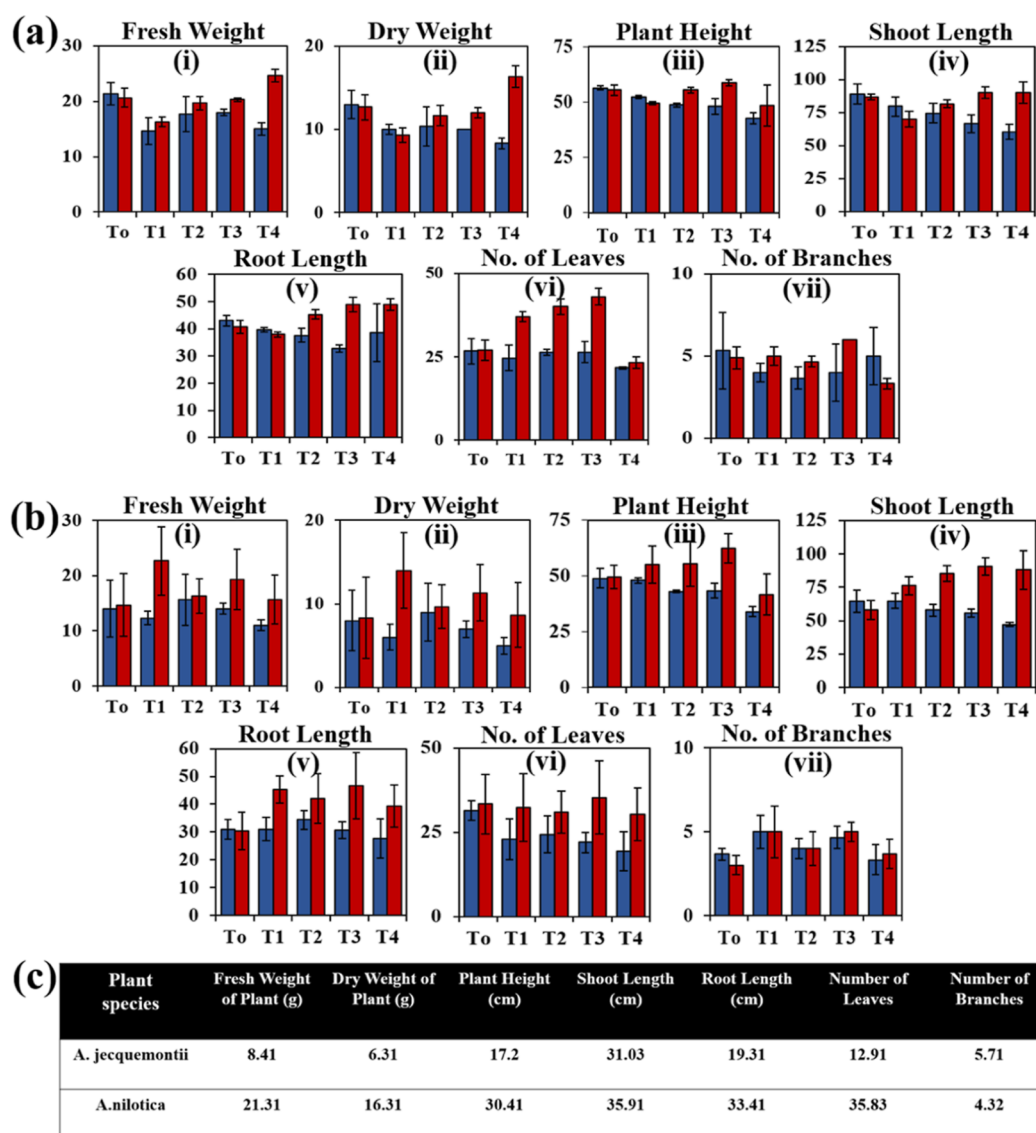 (a)
Fresh Weight
(i)
30
20
10
0
To T1 T2 T3 T4
Dry Weight
(ii)
20
10
0
To T1 T2 T3 T4
Plant Height
(iii)
75
50
25
0
To T1 T2 T3 T4
Shoot Length
(iv)
125
100
75
50
25
0
To T1 T2 T3 T4
Root Length
(v)
60
50
40
30
20
10
0
To T1 T2 T3 T4
No. of Leaves
(vi)
50
25
0
To T1 T2 T3 T4
No. of Branches
(vii)
10
5
0
To T1 T2 T3 T4
(b)
Fresh Weight
(i)
30
20
10
0
To T1 T2 T3 T4
Dry Weight
(ii)
20
10
0
To T1 T2 T3 T4
Plant Height
(iii)
75
50
25
0
To T1 T2 T3 T4
Shoot Length
(iv)
125
100
75
50
25
0
To T1 T2 T3 T4
Root Length
(v)
60
50
40
30
20
10
0
To T1 T2 T3 T4
No. of Leaves
(vi)
50
25
0
To T1 T2 T3 T4
No. of Branches
(vii)
10
5
0
To T1 T2 T3 T4
(c)
Plant species
Fresh Weight of Plant (g)
Dry Weight of Plant (g)
Plant Height (cm)
Shoot Length (cm)
Root Length (cm)
Number of Leaves
Number of Branches
A. jecquemontii 8.41 6.31 17.2 31.03 19.31 12.91 5.71
A.nilotica 21.31 16.31 30.41 35.91 33.41 35.83 4.32